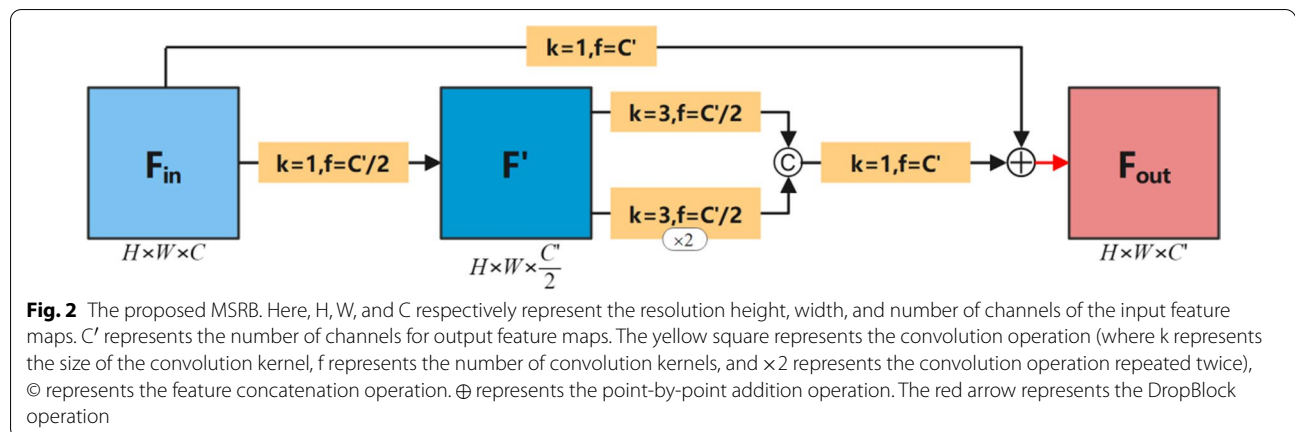 k=1,f=C'
F_in
k=1,f=C'/2
F'
k=3,f=C'/2
k=3,f=C'/2
×2
C
k=1,f=C'
F_out
H×W×C
H×W×C'/2
H×W×C'
Fig. 2 The proposed MSRB. Here, H, W, and C respectively represent the resolution height, width, and number of channels of the input feature
maps. C′ represents the number of channels for output feature maps. The yellow square represents the convolution operation (where k represents
the size of the convolution kernel, f represents the number of convolution kernels, and ×2 represents the convolution operation repeated twice),
© represents the feature concatenation operation. ⊕ represents the point-by-point addition operation. The red arrow represents the DropBlock
operation